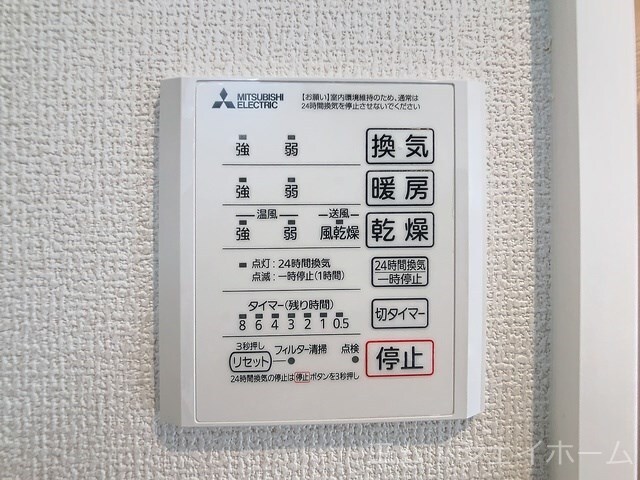 MITSUBISHI
ELECTRIC
【お願い】室内環境維持のため、通常は
24時間換気を停止させないでください
強 弱 換気
強 弱 暖房
温風 送風
強 弱 風乾燥 乾燥
点灯:24時間換気
点滅:一時停止(1時間)
24時間換気
一時停止
タイマー(残り時間)
8 6 4 3 2 1 0.5
切タイマー
3秒押し
リセット フィルター清掃 点検
停止
24時間換気の停止は停止ボタンを3秒押し
ェイホーム